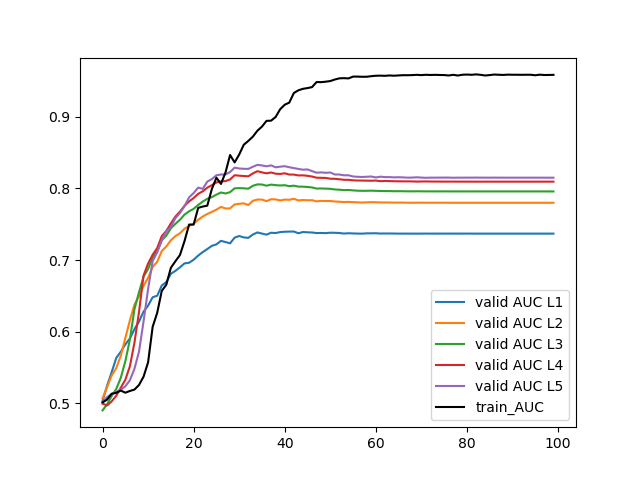 0.9
0.8
0.7
0.6
0.5
0 20 40 60 80 100
valid AUC L1
valid AUC L2
valid AUC L3
valid AUC L4
valid AUC L5
train_AUC